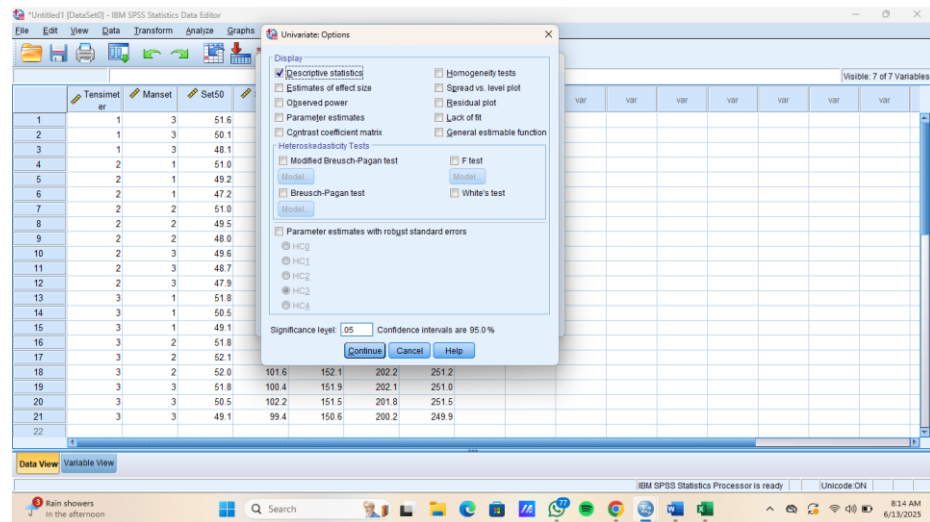 *Untitled1 [DataSet0] - IBM SPSS Statistics Data Editor
File Edit View Data Transform Analyze Graphs
Visible: 7 of 7 Variables
Tensimeter Manset Set50 var var var var var var var
1 1 3 51.6
2 1 3 50.1
3 1 3 48.1
4 2 1 51.0
5 2 1 49.2
6 2 1 47.2
7 2 2 51.0
8 2 2 49.5
9 2 2 48.0
10 2 3 49.6
11 2 3 48.7
12 2 3 47.9
13 3 1 51.8
14 3 1 50.5
15 3 1 49.1
16 3 2 51.8
17 3 2 52.1
18 3 2 52.0 101.6 152.1 202.2 251.2
19 3 3 51.8 100.4 151.9 202.1 251.0
20 3 3 50.5 102.2 151.5 201.8 251.5
21 3 3 49.1 99.4 150.6 200.2 249.9
22
Univariate: Options
Display
Descriptive statistics Homogeneity tests
Estimates of effect size Spread vs. level plot
Observed power Residual plot
Parameter estimates Lack of fit
Contrast coefficient matrix General estimable function
Heteroskedasticity Tests
Modified Breusch-Pagan test F test
Model... Model...
Breusch-Pagan test White's test
Model...
Parameter estimates with robust standard errors
HC0
HC1
HC2
HC3
HC4
Significance level: .05 Confidence intervals are 95.0 %
Continue Cancel Help
Data View Variable View
IBM SPSS Statistics Processor is ready Unicode:ON
3 Rain showers
In the afternoon
Search
8:14 AM
6/13/2025